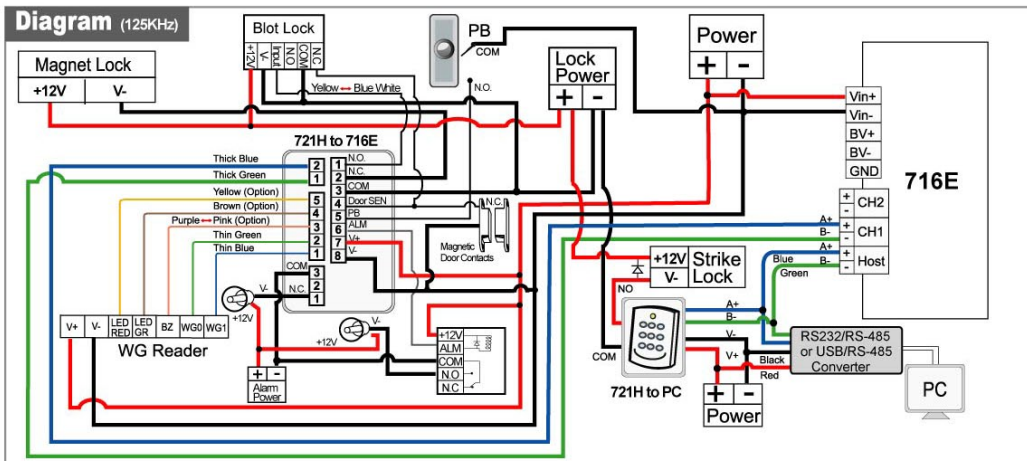 Diagram (125KHz)
Magnet Lock
+12V V-
Blot Lock
+12V V- Input N.O COM N.C
Yellow ↔ Blue White
PB
COM
N.O.
Lock
Power
+ -
Power
+ -
Vin+
Vin-
BV+
BV-
GND
716E
+ - CH2
+ - CH1
+ - Host
A+
B-
A+
B-
Blue
Green
721H to 716E
Thick Blue 2
Thick Green 1
Yellow (Option) 5
Brown (Option) 4
Purple ↔ Pink (Option) 3
Thin Green 2
Thin Blue 1
COM 3
2
N.C. 1
1 N.O.
2 N.C.
3 COM
4 Door SEN
5 PB
6 ALM
7 V+
8 V-
N.C.
Magnetic
Door Contacts
V-
+12V
V-
+12V
V+ V- LED RED LED GR BZ WG0 WG1
WG Reader
+ -
Alarm
Power
+12V
ALM
COM
N.O
N.C
+12V Strike
V- Lock
NO
COM
721H to PC
A+
B-
V-
V+
Black
Red
+ -
Power
RS232/RS-485
or USB/RS-485
Converter
PC